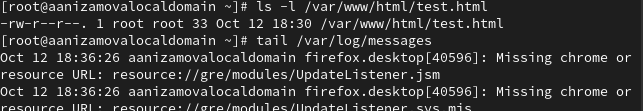 [root@aanizamovalocaldomain ~]# ls -l /var/www/html/test.html
-rw-r--r--. 1 root root 33 Oct 12 18:30 /var/www/html/test.html
[root@aanizamovalocaldomain ~]# tail /var/log/messages
Oct 12 18:36:26 aanizamovalocaldomain firefox.desktop[40596]: Missing chrome or
resource URL: resource://gre/modules/UpdateListener.jsm
Oct 12 18:36:26 aanizamovalocaldomain firefox.desktop[40596]: Missing chrome or
resource URL: resource://gre/modules/UpdateListener.sys.mjs